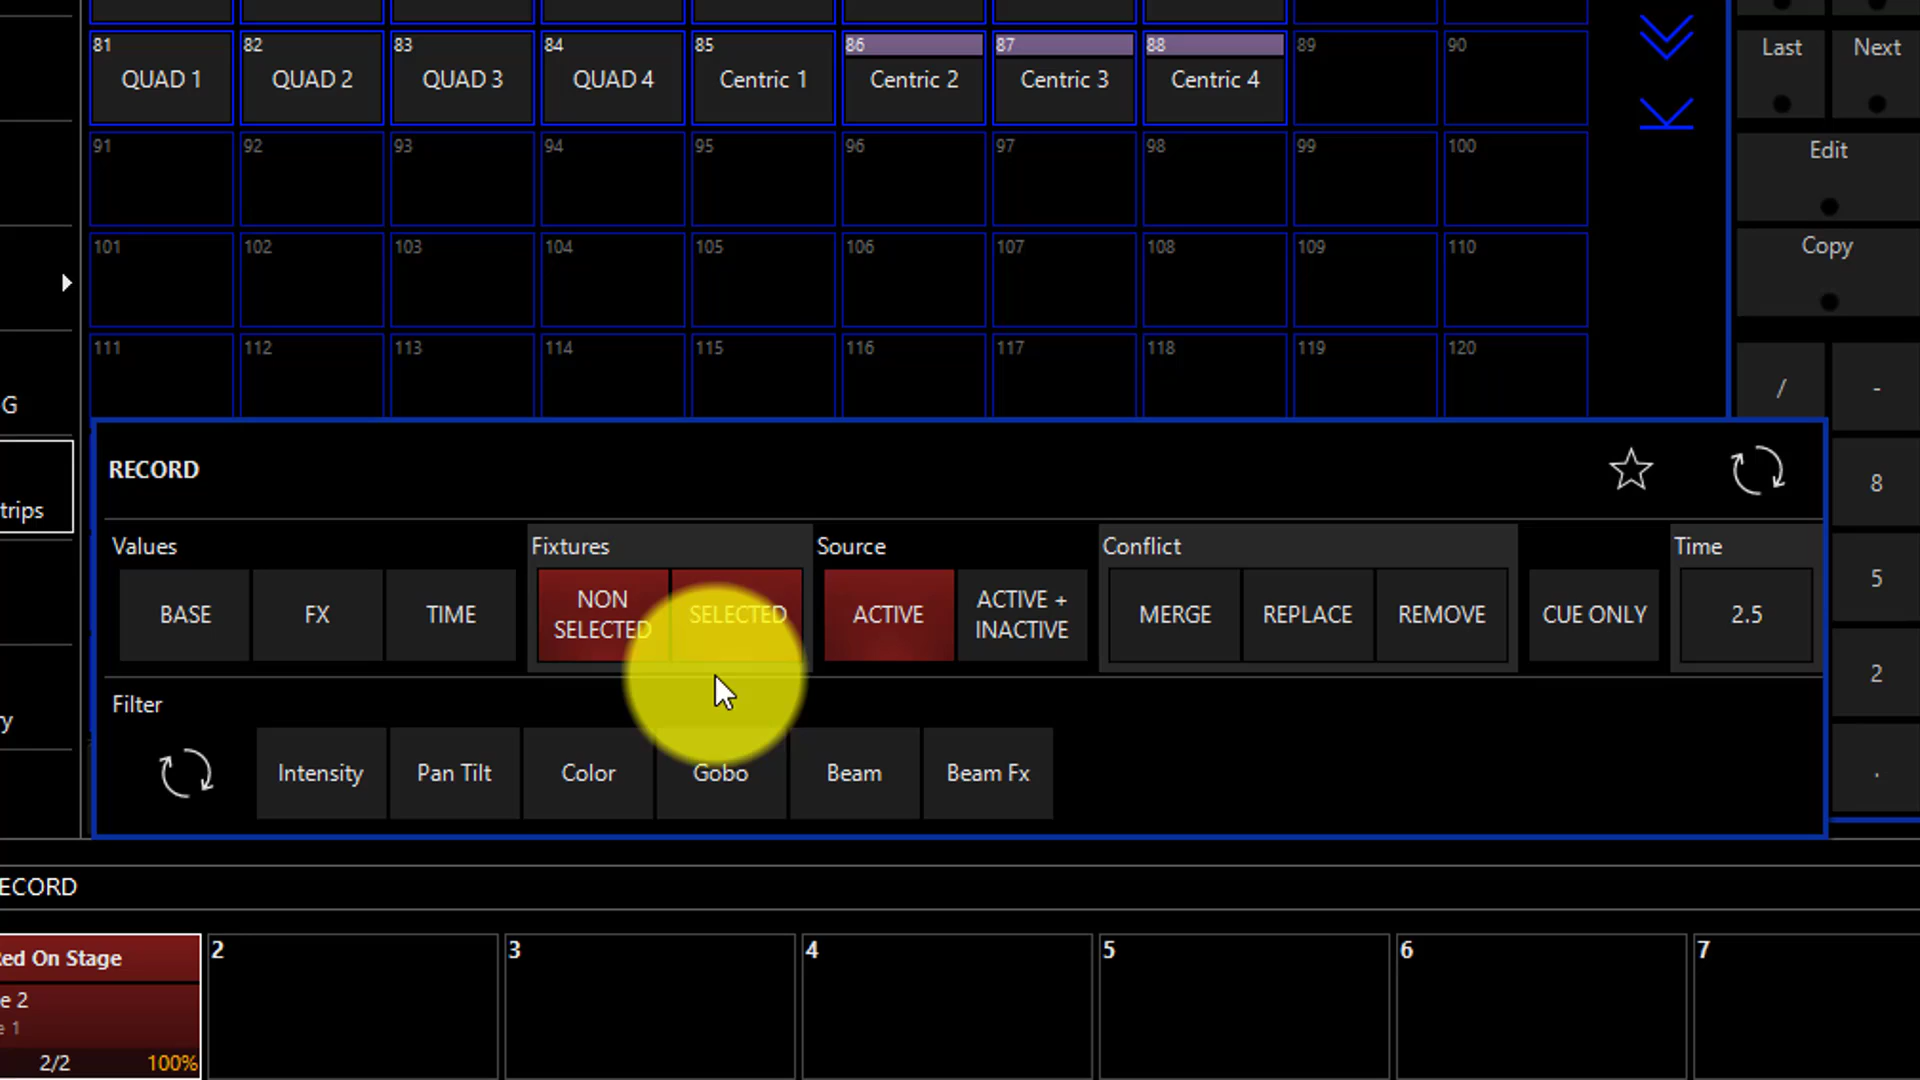 81 82 83 84 85 86 87 88 89 90
QUAD 1 QUAD 2 QUAD 3 QUAD 4 Centric 1 Centric 2 Centric 3 Centric 4
Last Next
91 92 93 94 95 96 97 98 99 100
Edit
101 102 103 104 105 106 107 108 109 110
Copy
111 112 113 114 115 116 117 118 119 120
/ -
G
RECORD
8
trips
Values Fixtures Source Conflict Time
5
BASE FX TIME NON SELECTED SELECTED ACTIVE ACTIVE + INACTIVE MERGE REPLACE REMOVE CUE ONLY 2.5
2
Filter
y
Intensity Pan Tilt Color Gobo Beam Beam Fx
.
ECORD
2 3 4 5 6 7
ed On Stage
e 2
e 1
2/2 100%